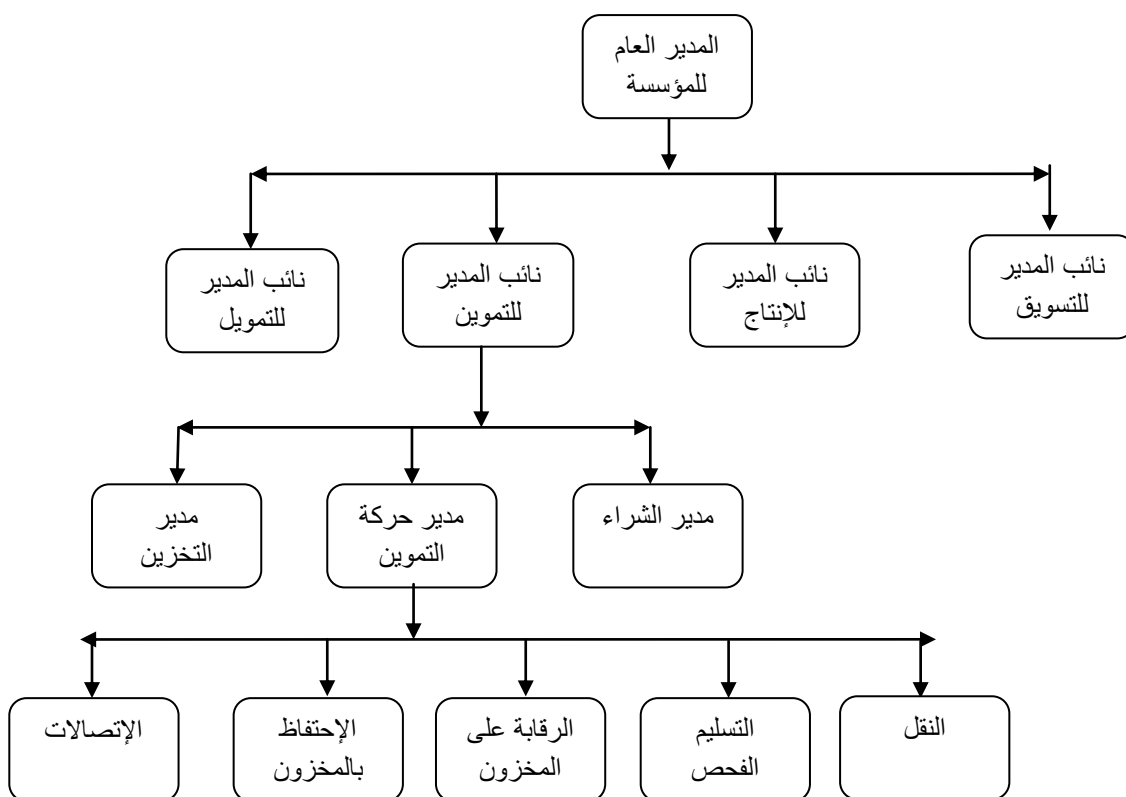 المدير العام
للمؤسسة
نائب المدير
للتسويق
نائب المدير
للإنتاج
نائب المدير
للتموين
نائب المدير
للتمويل
مدير الشراء
مدير حركة
التموين
مدير
التخزين
النقل
التسليم
الفحص
الرقابة على
المخزون
الإحتفاظ
بالمخزون
الإتصالات